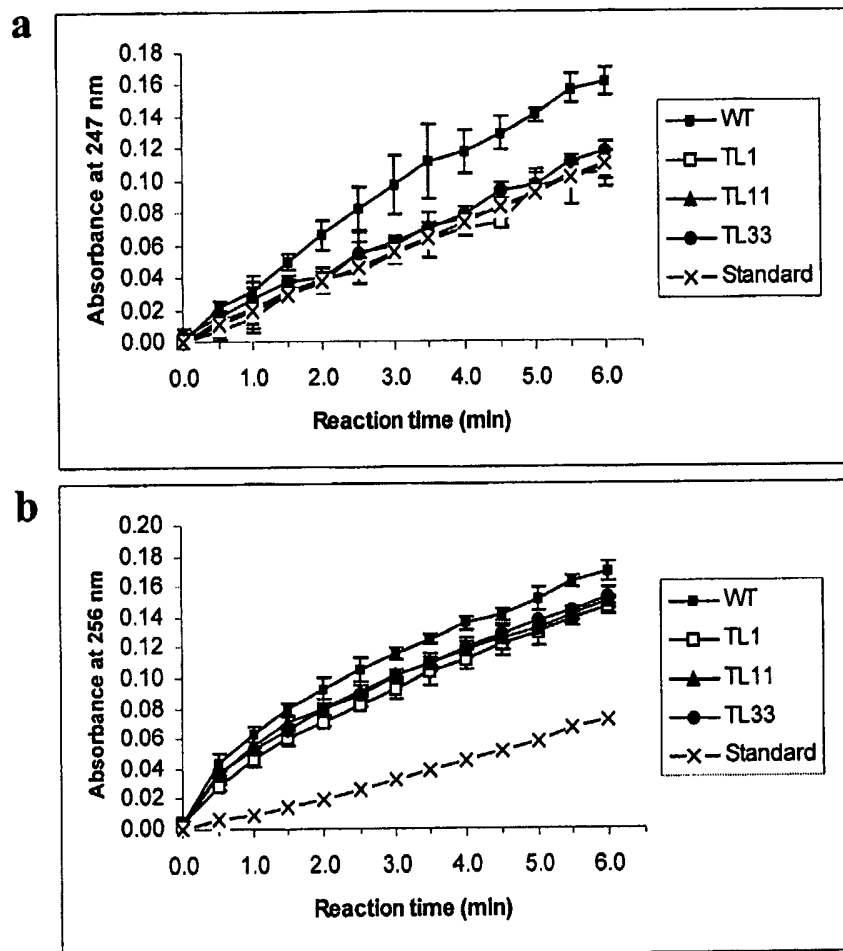 a
Absorbance at 247 nm
0.18
0.16
0.14
0.12
0.10
0.08
0.06
0.04
0.02
0.00
0.0 1.0 2.0 3.0 4.0 5.0 6.0
Reaction time (min)
WT
TL1
TL11
TL33
Standard
b
Absorbance at 256 nm
0.20
0.18
0.16
0.14
0.12
0.10
0.08
0.06
0.04
0.02
0.00
0.0 1.0 2.0 3.0 4.0 5.0 6.0
Reaction time (min)
WT
TL1
TL11
TL33
Standard